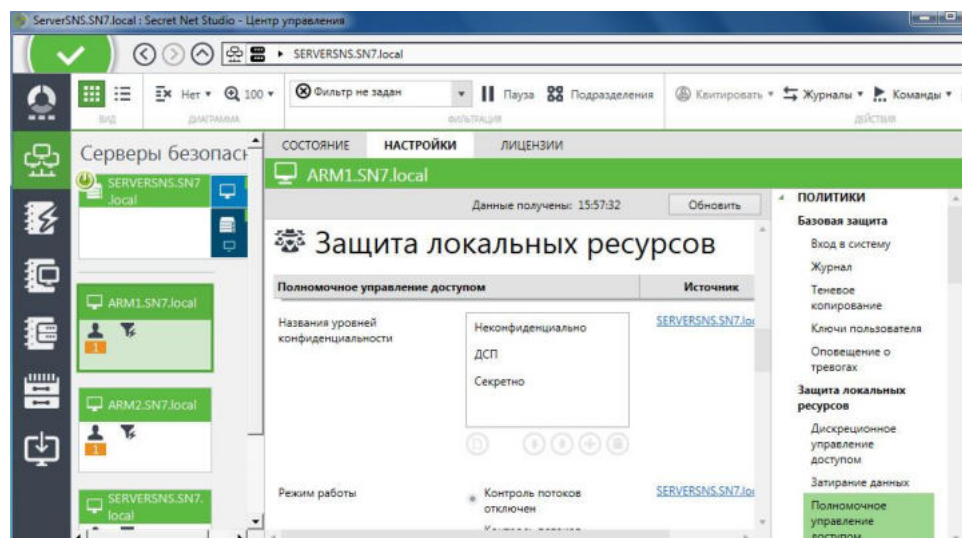 ServerSNS.SN7.local : Secret Net Studio - Центр управления
SERVERSNS.SN7.local
Нет
100
Фильтр не задан
Пауза
Подразделения
Квитировать
Журналы
Команды
ВИД
ДИАГРАММА
ФИЛЬТРАЦИЯ
ДЕЙСТВИЯ
Серверы безопасн
SERVERSNS.SN7
.local
ARM1.SN7.local
1
ARM2.SN7.local
1
SERVERSNS.SN7.
local
СОСТОЯНИЕ
НАСТРОЙКИ
ЛИЦЕНЗИИ
ARM1.SN7.local
Данные получены: 15:57:32
Обновить
Защита локальных ресурсов
Полномочное управление доступом
Источник
Названия уровней
конфиденциальности
Неконфиденциально
ДСП
Секретно
SERVERSNS.SN7.loc
Режим работы
Контроль потоков
отключен
SERVERSNS.SN7.loc
ПОЛИТИКИ
Базовая защита
Вход в систему
Журнал
Теневое
копирование
Ключи пользователя
Оповещение о
тревогах
Защита локальных
ресурсов
Дискреционное
управление
доступом
Затирание данных
Полномочное
управление
доступом